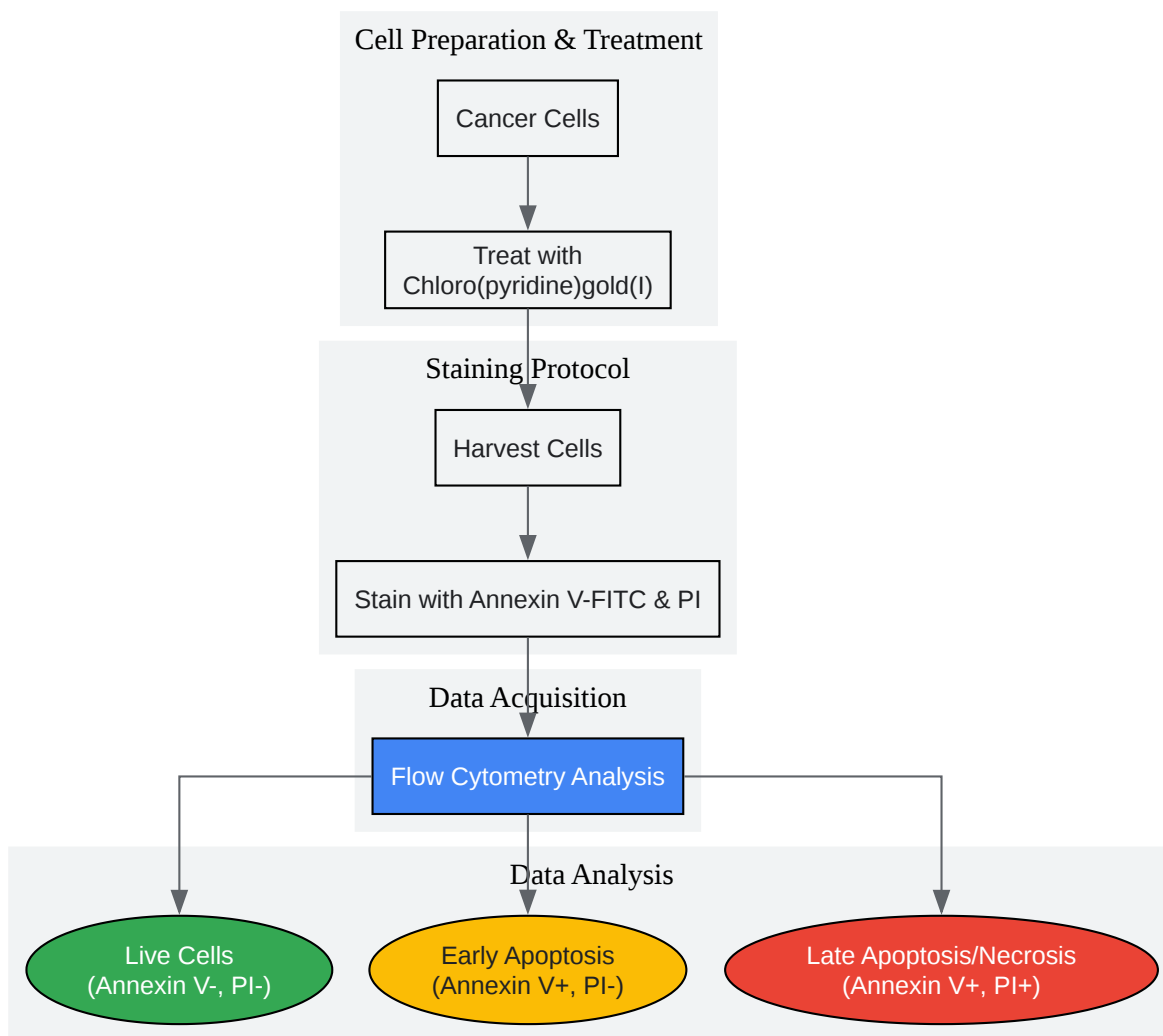 Cell Preparation & Treatment
Cancer Cells
Treat with
Chloro(pyridine)gold(I)
Staining Protocol
Harvest Cells
Stain with Annexin V-FITC & PI
Data Acquisition
Flow Cytometry Analysis
Data Analysis
Live Cells
(Annexin V-, PI-)
Early Apoptosis
(Annexin V+, PI-)
Late Apoptosis/Necrosis
(Annexin V+, PI+)